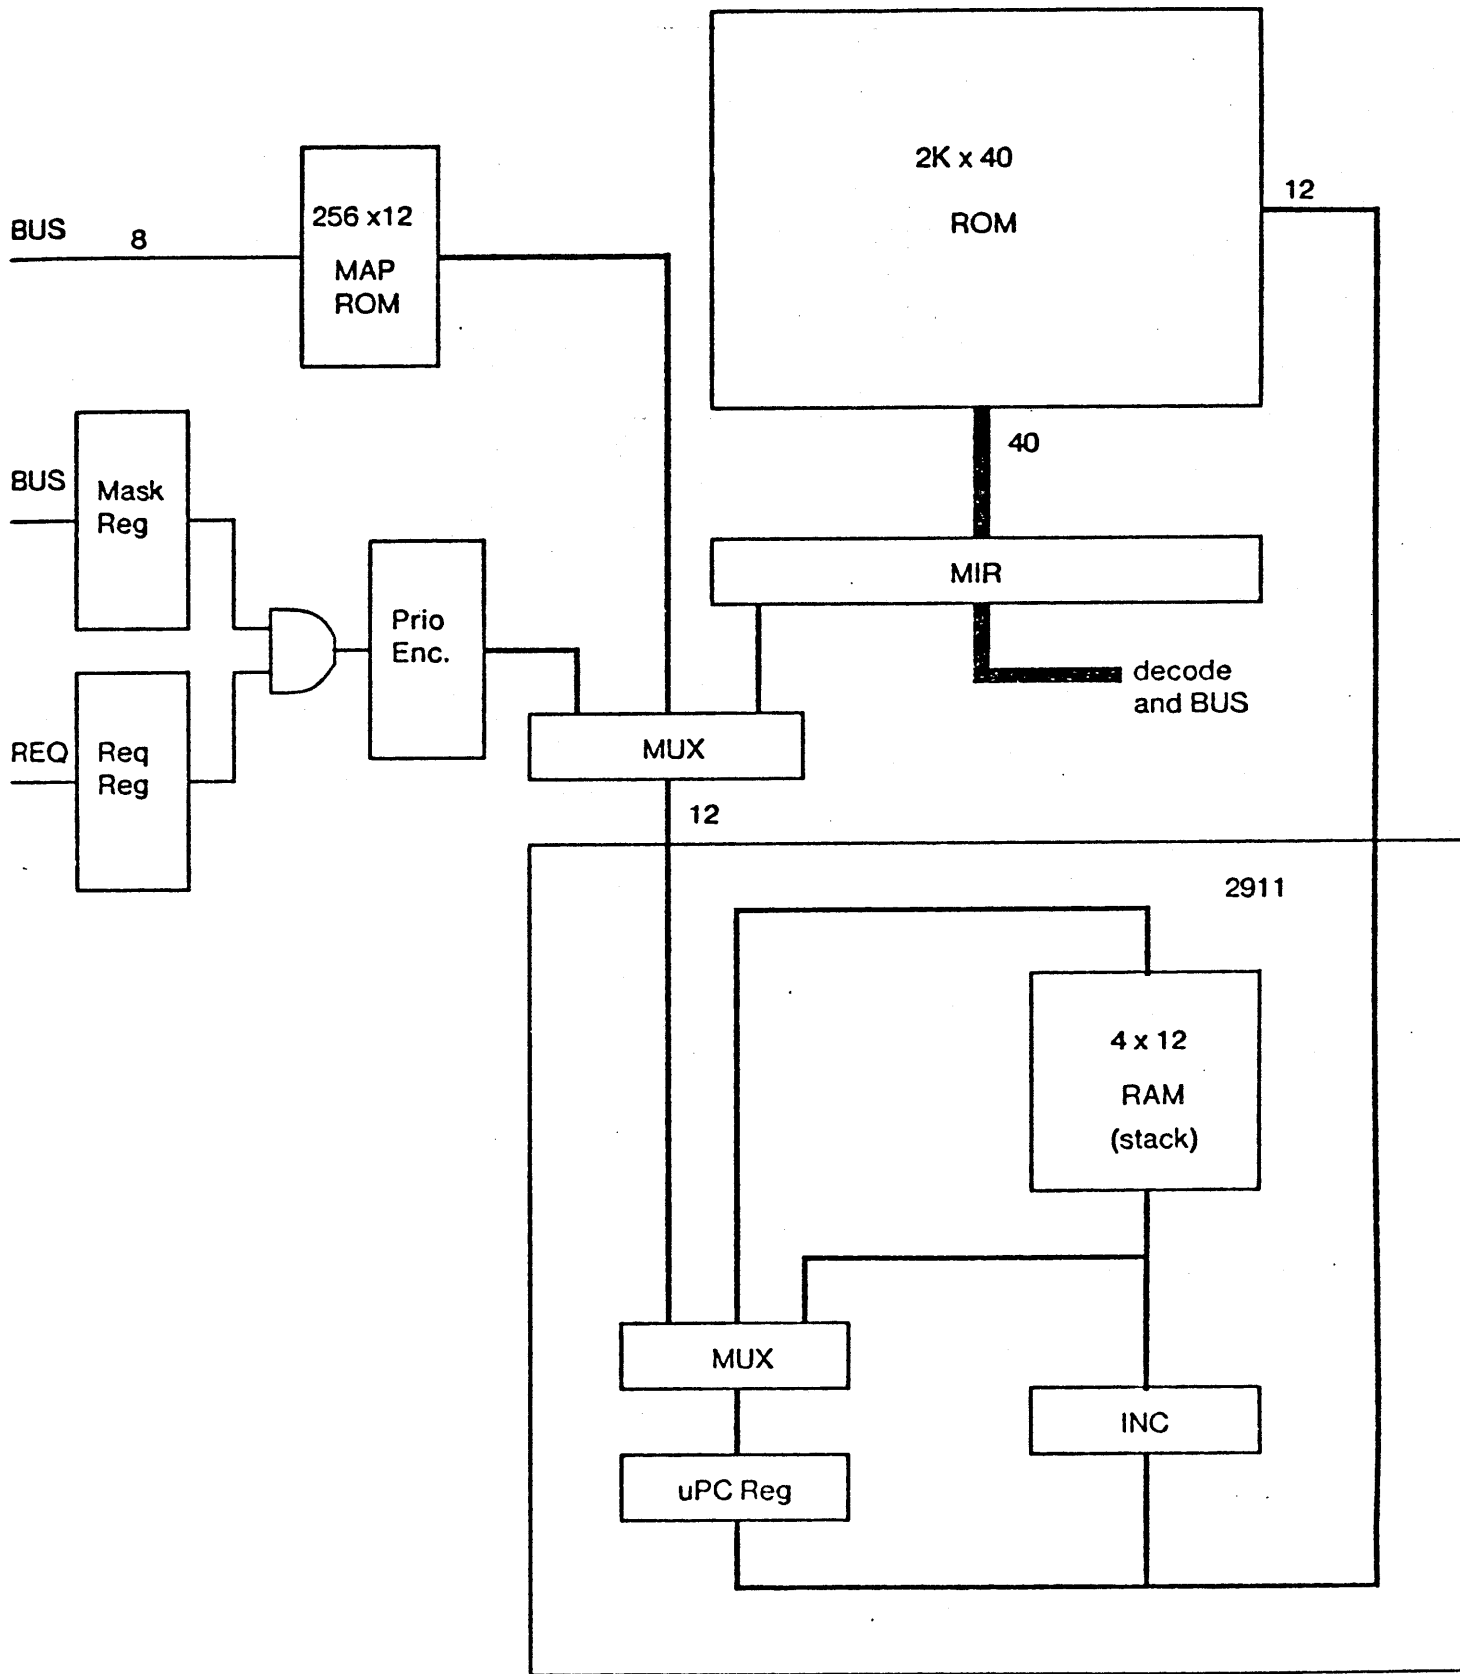 2K x 40
ROM
12
256 x12
MAP
ROM
BUS
8
40
BUS
Mask
Reg
MIR
Prio
Enc.
decode
and BUS
REQ
Req
Reg
MUX
12
2911
4 x 12
RAM
(stack)
MUX
INC
uPC Reg